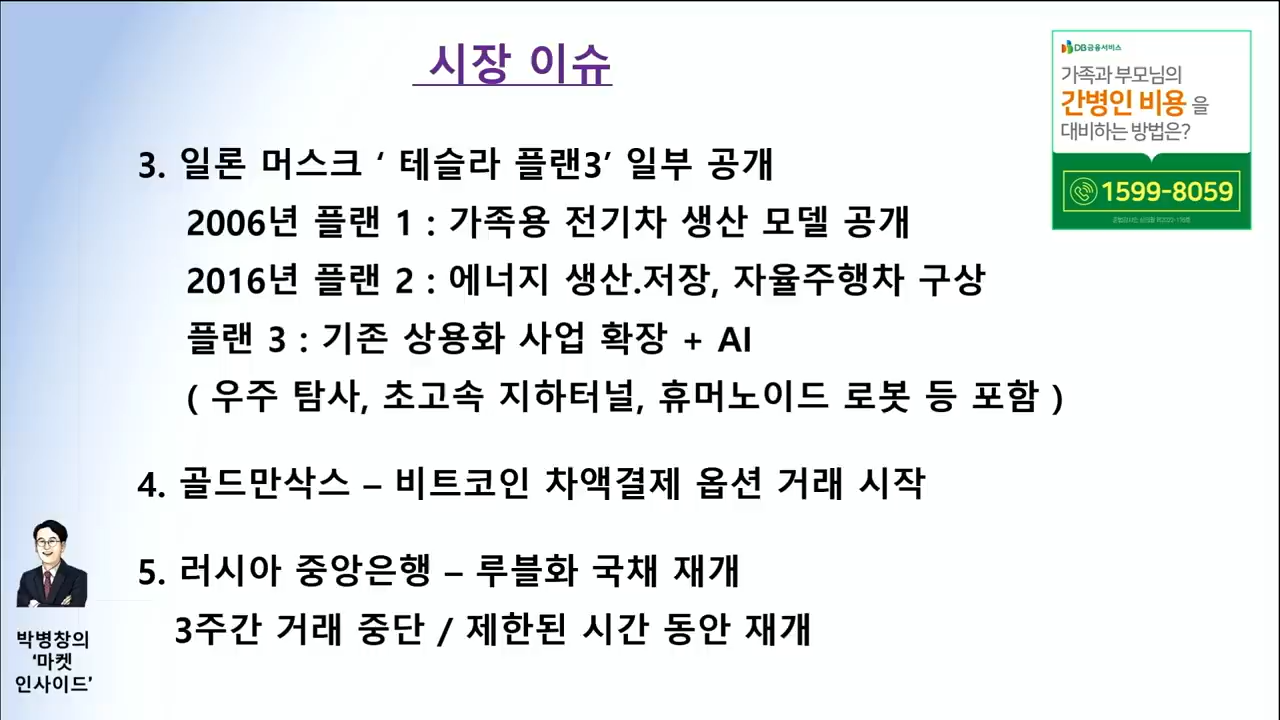 시장 이슈
DB금융서비스
가족과 부모님의
간병인 비용 을
대비하는 방법은?
1599-8059
3. 일론 머스크 ‘ 테슬라 플랜3’ 일부 공개
2006년 플랜 1 : 가족용 전기차 생산 모델 공개
2016년 플랜 2 : 에너지 생산.저장, 자율주행차 구상
플랜 3 : 기존 상용화 사업 확장 + AI
( 우주 탐사, 초고속 지하터널, 휴머노이드 로봇 등 포함 )
4. 골드만삭스 – 비트코인 차액결제 옵션 거래 시작
5. 러시아 중앙은행 – 루블화 국채 재개
3주간 거래 중단 / 제한된 시간 동안 재개
박병창의
‘마켓
인사이드’